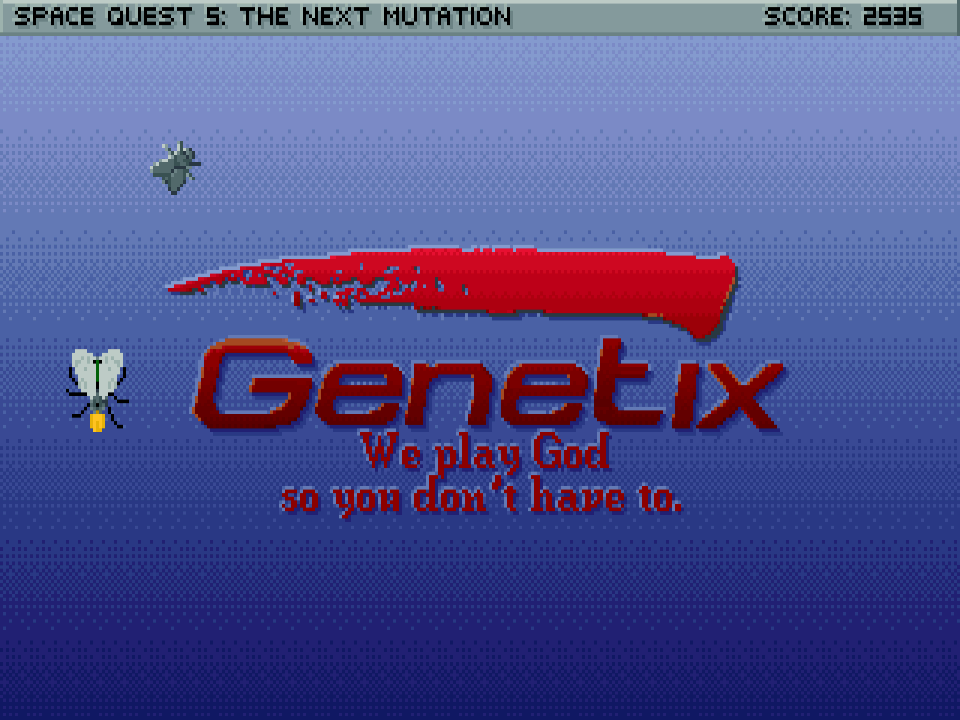 SPACE QUEST 5: THE NEXT MUTATION SCORE: 2535
Genetix
We play God
so you don't have to.